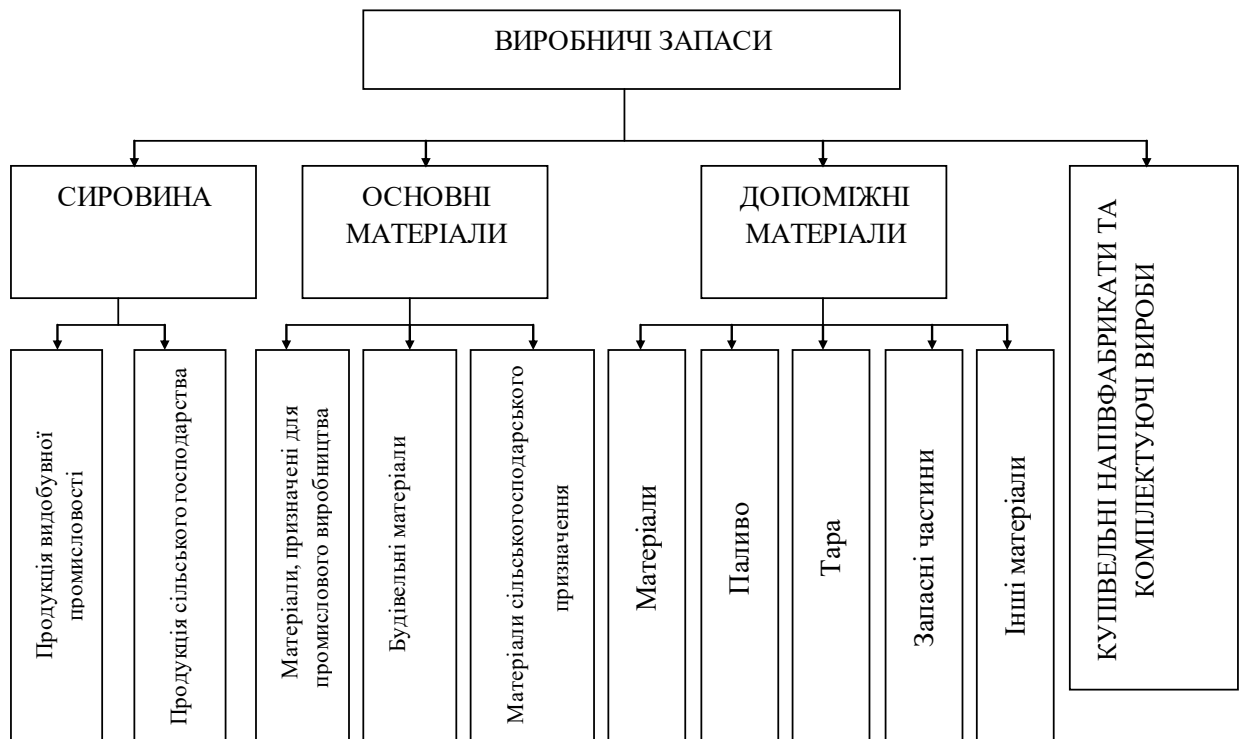 ВИРОБНИЧІ ЗАПАСИ
СИРОВИНА
ОСНОВНІ
МАТЕРІАЛИ
ДОПОМІЖНІ
МАТЕРІАЛИ
КУПІВЕЛЬНІ НАПІВФАБРИКАТИ ТА
КОМПЛЕКТУЮЧІ ВИРОБИ
Продукція видобувної
промисловості
Продукція сільського господарства
Матеріали, призначені для
промислового виробництва
Будівельні матеріали
Матеріали сільськогосподарського
призначення
Матеріали
Паливо
Тара
Запасні частини
Інші матеріали